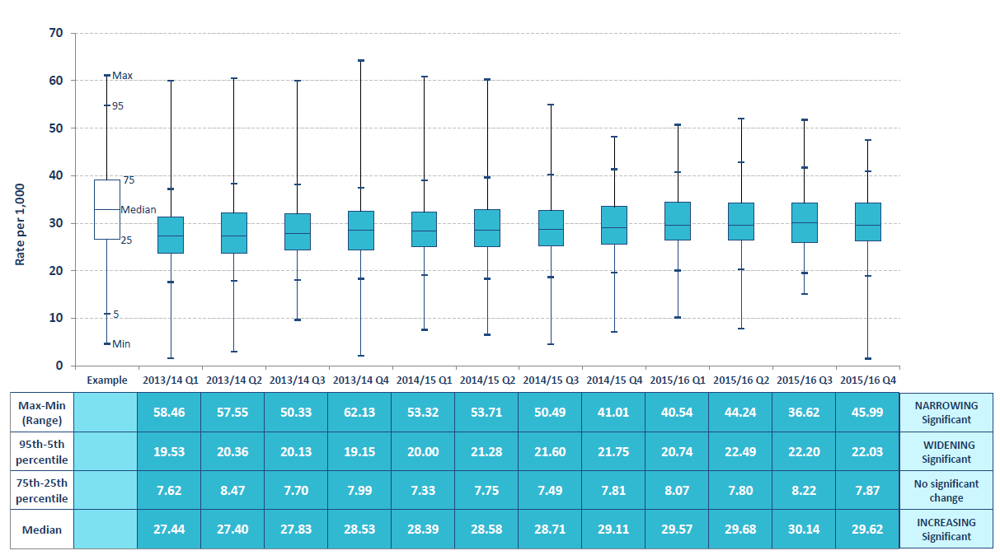 70
60
50
40
30
20
10
0
Rate per 1,000
Max
95
75
Median
25
5
Min
Example 2013/14 Q1 2013/14 Q2 2013/14 Q3 2013/14 Q4 2014/15 Q1 2014/15 Q2 2014/15 Q3 2014/15 Q4 2015/16 Q1 2015/16 Q2 2015/16 Q3 2015/16 Q4
Max-Min
(Range)
58.46 57.55 50.33 62.13 53.32 53.71 50.49 41.01 40.54 44.24 36.62 45.99
NARROWING
Significant
95th-5th
percentile
19.53 20.36 20.13 19.15 20.00 21.28 21.60 21.75 20.74 22.49 22.20 22.03
WIDENING
Significant
75th-25th
percentile
7.62 8.47 7.70 7.99 7.33 7.75 7.49 7.81 8.07 7.80 8.22 7.87
No significant
change
Median
27.44 27.40 27.83 28.53 28.39 28.58 28.71 29.11 29.57 29.68 30.14 29.62
INCREASING
Significant